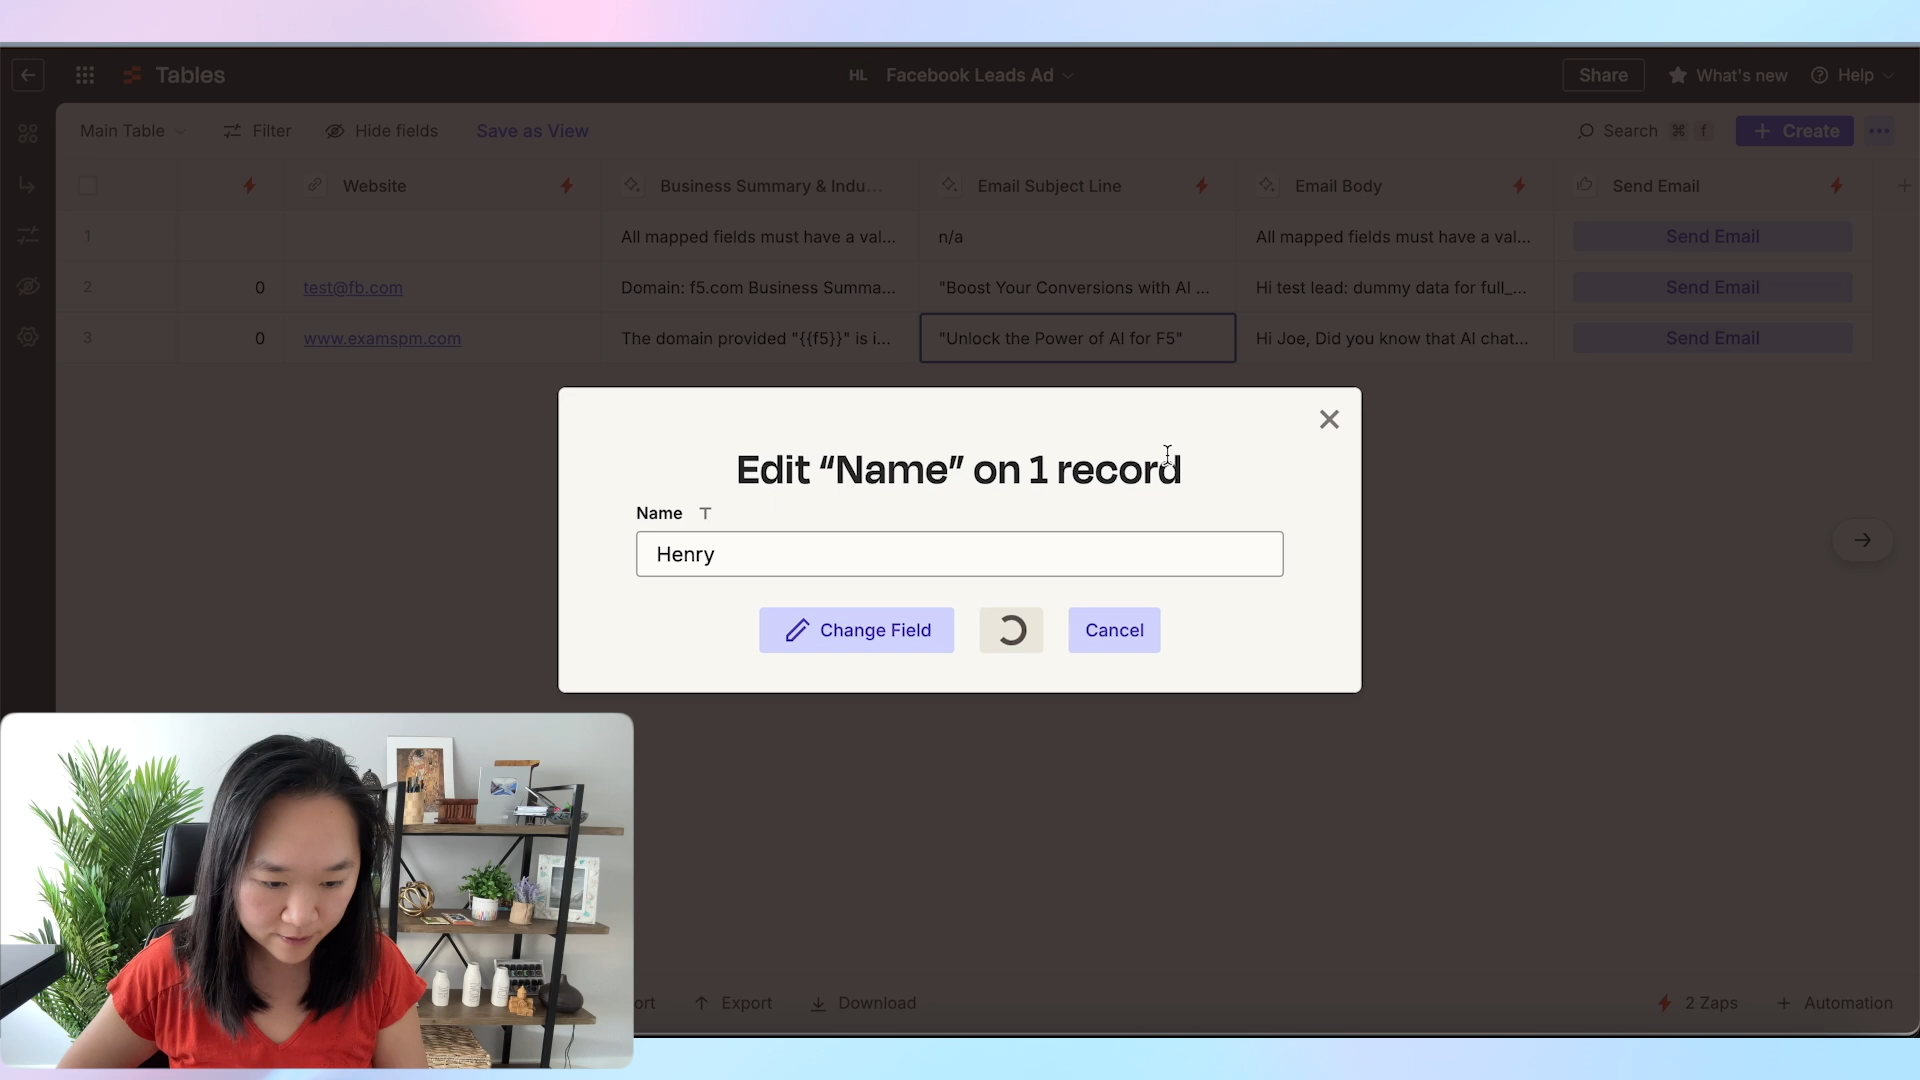 Tables
HL Facebook Leads Ad
Share
What's new
Help
Main Table
Filter
Hide fields
Save as View
Search ⌘ f
+ Create
Website
Business Summary & Indu...
Email Subject Line
Email Body
Send Email
1
All mapped fields must have a val...
n/a
All mapped fields must have a val...
Send Email
2
0
test@fb.com
Domain: f5.com Business Summa...
"Boost Your Conversions with AI ...
Hi test lead: dummy data for full_...
Send Email
3
0
www.examspm.com
The domain provided "{{f5}}" is i...
"Unlock the Power of AI for F5"
Hi Joe, Did you know that AI chat...
Send Email
Edit “Name” on 1 record
Name T
Henry
Change Field
Cancel
ort
Export
Download
2 Zaps
+ Automation